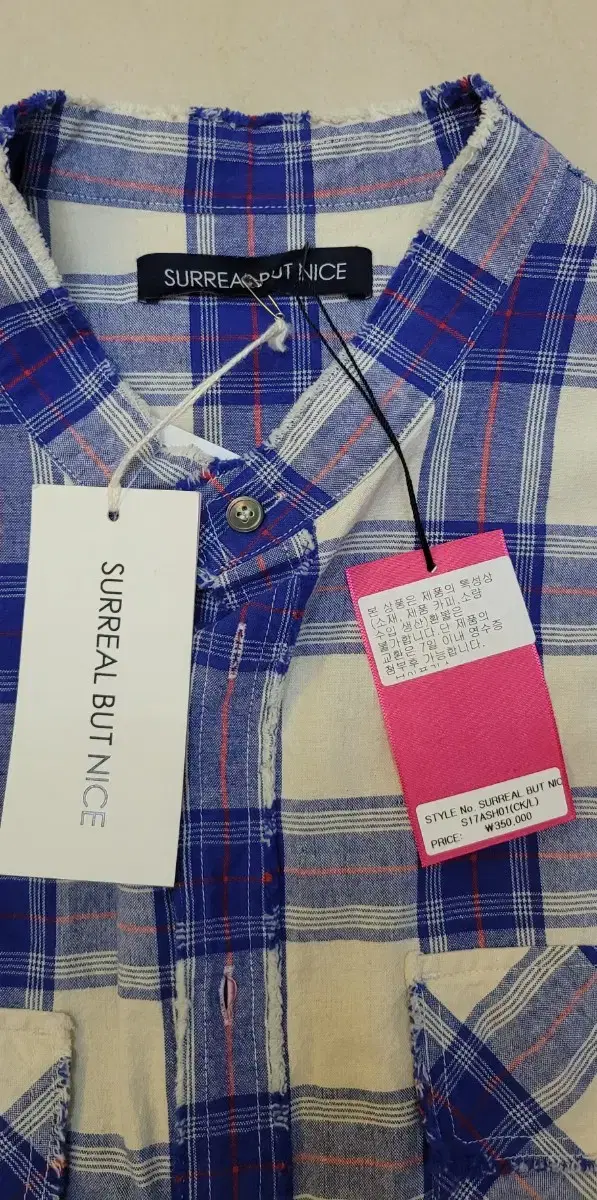 SURREAL BUT NICE
SURREAL BUT NICE
본 상품은 제품의 특성상
(소재, 제품 카피,소량
수입 생산)환불은
불가합니다.단 제품의
교환은 7일 이내 영수증
첨부후 가능합니다.
STYLE No. SURREAL BUT NIC
S17ASH01(CK/L)
PRICE: ₩350,000